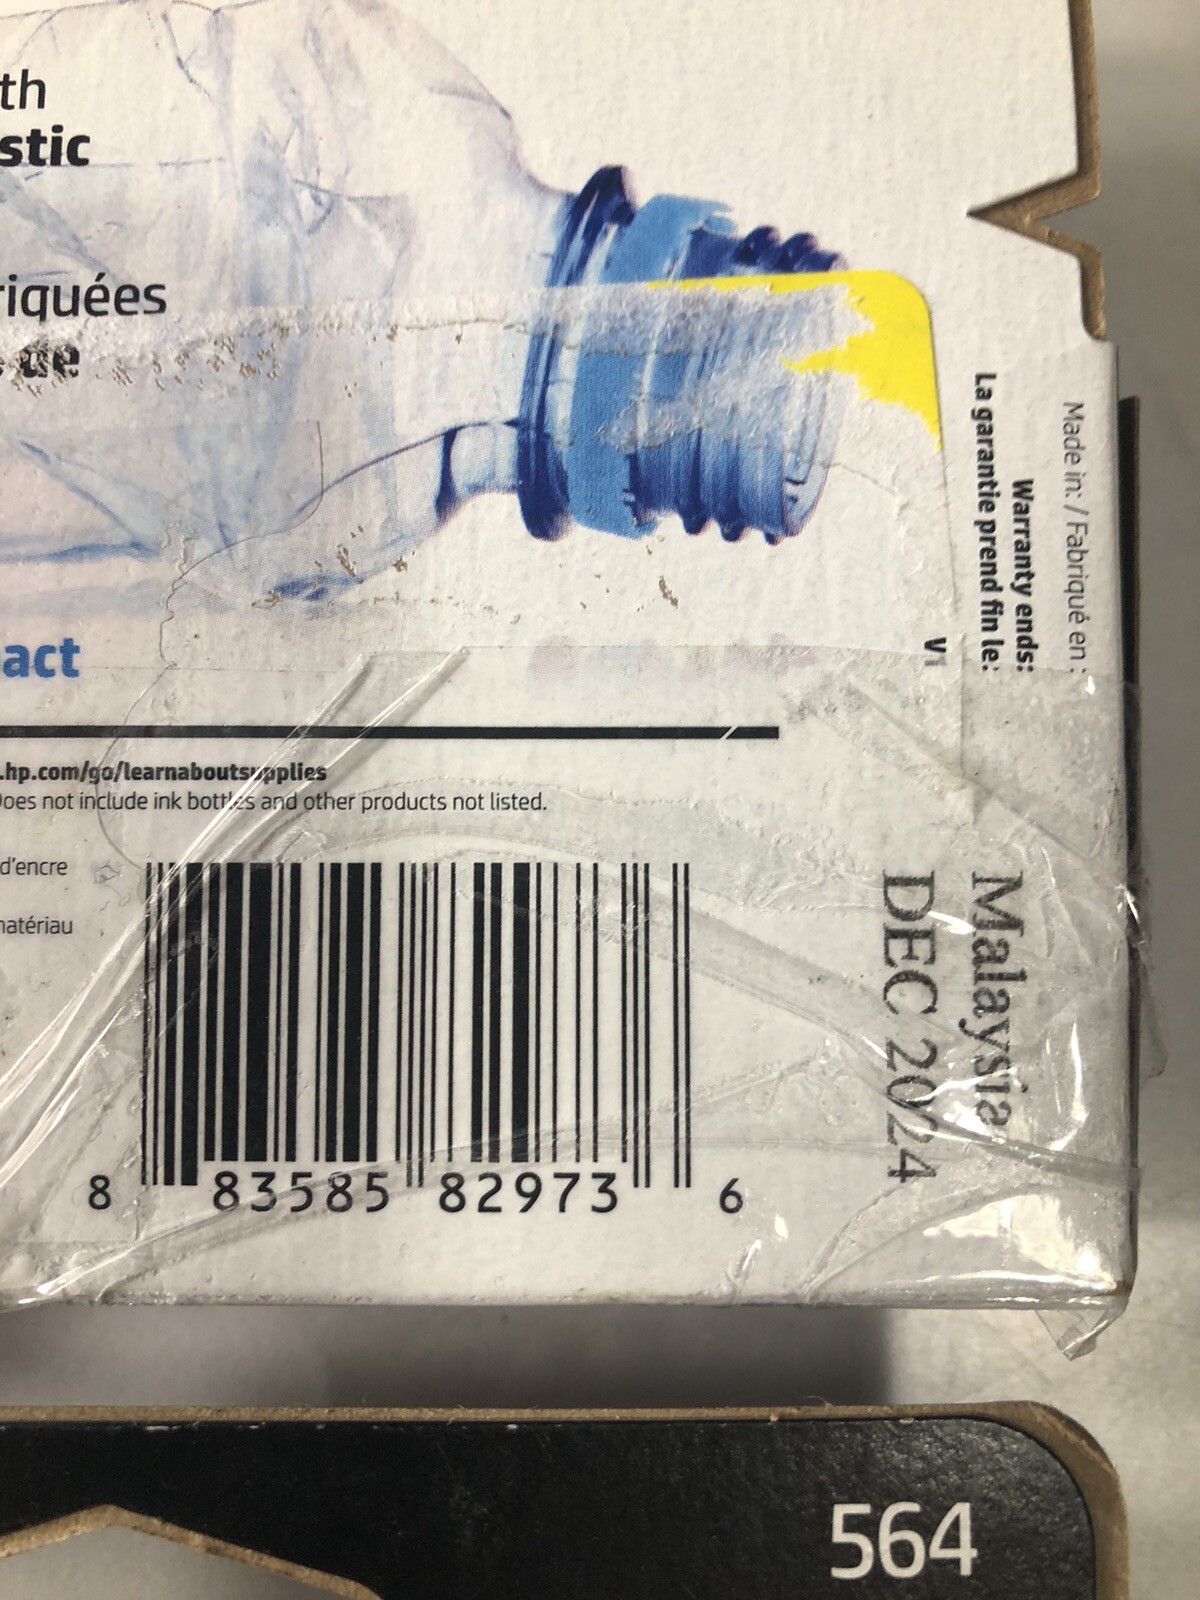 th
stic
riquées
de
act
.hp.com/go/learnaboutsupplies
Does not include ink bottles and other products not listed.
d'encre
matériau
8 83585 82973 6
Made in: / Fabriqué en :
Malaysia
Warranty ends:
La garantie prend fin le:
DEC 2024
V1
564